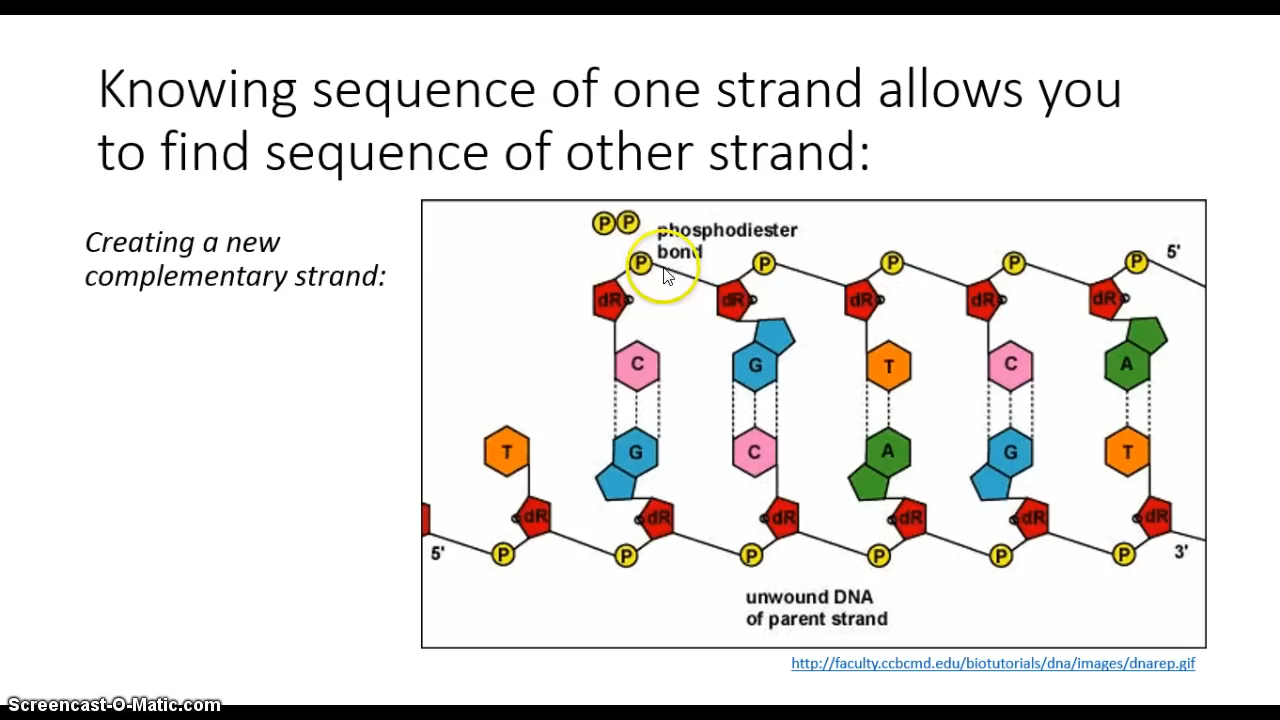 Knowing sequence of one strand allows you
to find sequence of other strand:
Creating a new
complementary strand:
P P
phosphodiester
bond
P P P P P 5'
dR dR dR dR dR
C G T C A
T G C A G T
dR dR dR dR dR dR
5' P P P P P P 3'
unwound DNA
of parent strand
http://faculty.ccbcmd.edu/biotutorials/dna/images/dnarep.gif
Screencast-O-Matic.com